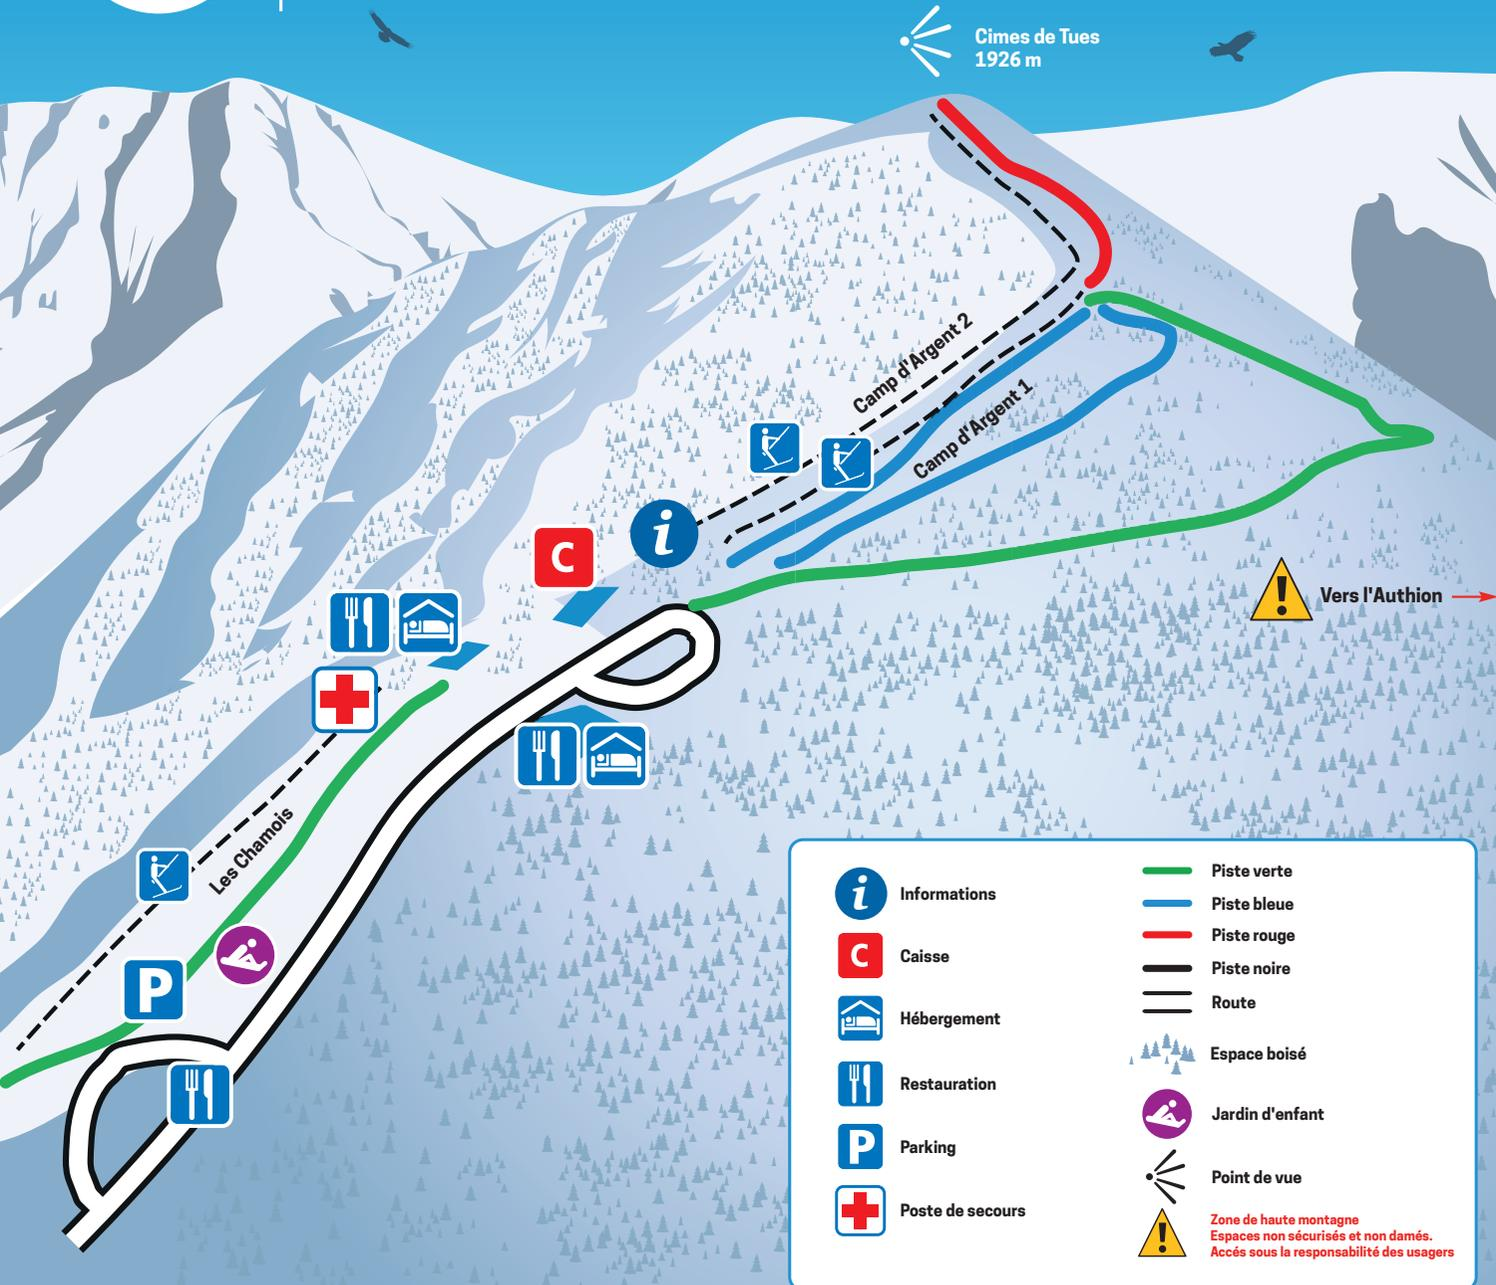 Cimes de Tues
1926 m
Camp d'Argent 2
Camp d'Argent 1
i
C
Vers l'Authion
Les Chamois
P
i Informations
C Caisse
Hébergement
Restauration
P Parking
Poste de secours
Piste verte
Piste bleue
Piste rouge
Piste noire
Route
Espace boisé
Jardin d'enfant
Point de vue
Zone de haute montagne
Espaces non sécurisés et non damés.
Accés sous la responsabilité des usagers